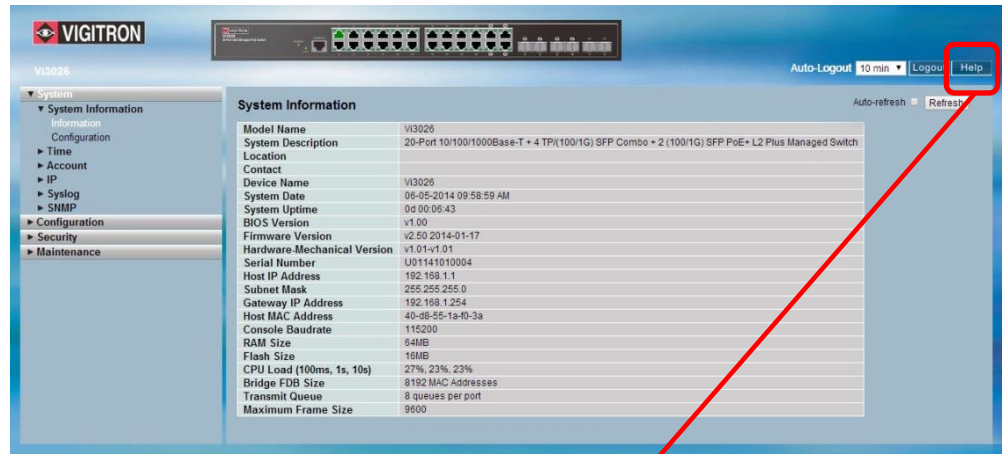 VIGITRON
Vi3026
Auto-Logout 10 min Logout Help
System
System Information
Information
Configuration
Time
Account
IP
Syslog
SNMP
Configuration
Security
Maintenance
System Information
Auto-refresh Refresh
Model Name Vi3026
System Description 20-Port 10/100/1000Base-T + 4 TP/(100/1G) SFP Combo + 2 (100/1G) SFP PoE+ L2 Plus Managed Switch
Location
Contact
Device Name Vi3026
System Date 06-05-2014 09:58:59 AM
System Uptime 0d 00:06:43
BIOS Version v1.00
Firmware Version v2.50 2014-01-17
Hardware-Mechanical Version v1.01-v1.01
Serial Number U01141010004
Host IP Address 192.168.1.1
Subnet Mask 255.255.255.0
Gateway IP Address 192.168.1.254
Host MAC Address 40-d8-55-1a-f0-3a
Console Baudrate 115200
RAM Size 64MB
Flash Size 16MB
CPU Load (100ms, 1s, 10s) 27%, 23%, 23%
Bridge FDB Size 8192 MAC Addresses
Transmit Queue 8 queues per port
Maximum Frame Size 9600